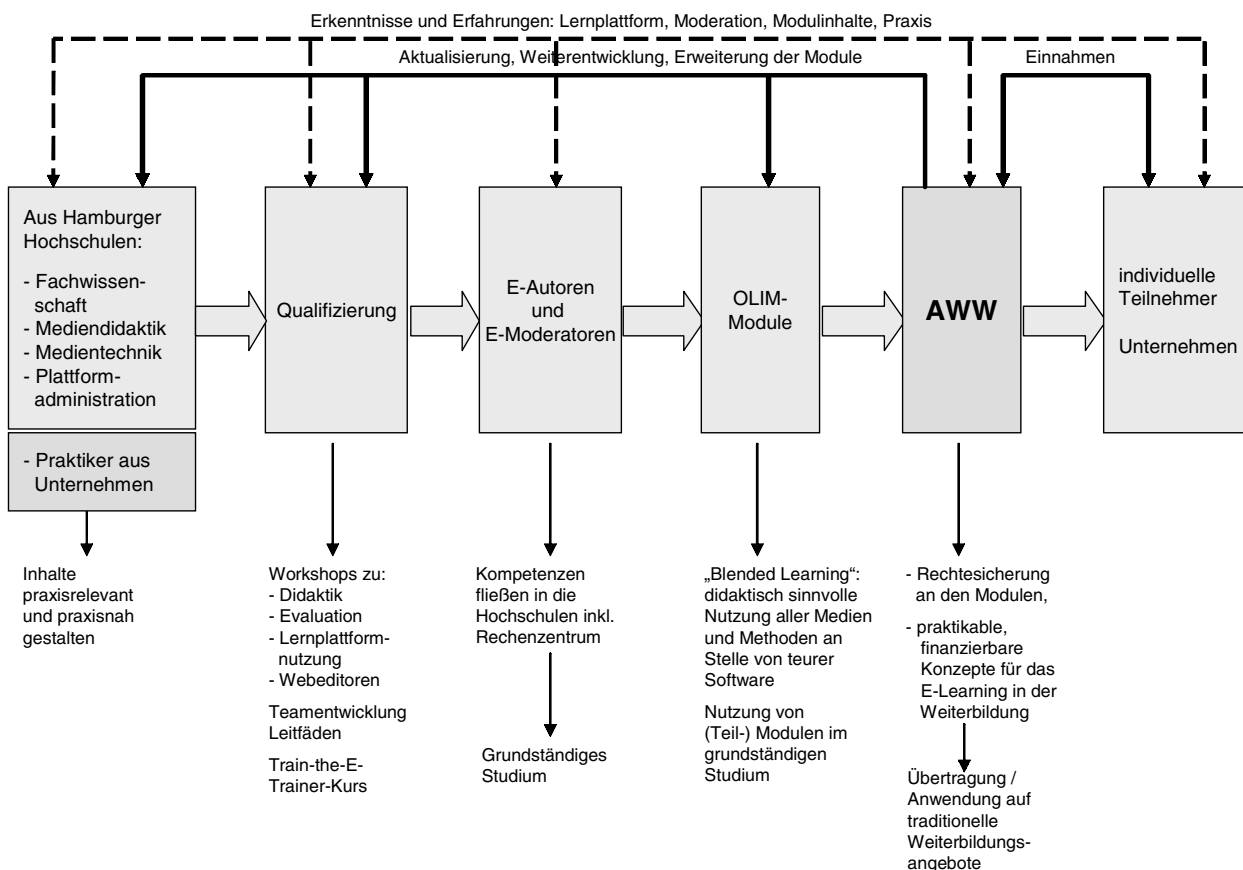 Erkenntnisse und Erfahrungen: Lernplattform, Moderation, Modulinhalte, Praxis
Aktualisierung, Weiterentwicklung, Erweiterung der Module
Einnahmen
Aus Hamburger
Hochschulen:
- Fachwissen-
schaft
- Mediendidaktik
- Medientechnik
- Plattform-
administration
- Praktiker aus
Unternehmen
Qualifizierung
E-Autoren
und
E-Moderatoren
OLIM-
Module
AWW
individuelle
Teilnehmer
Unternehmen
Inhalte
praxisrelevant
und praxisnah
gestalten
Workshops zu:
- Didaktik
- Evaluation
- Lernplattform-
nutzung
- Webeditoren
Teamentwicklung
Leitfäden
Train-the-E-
Trainer-Kurs
Kompetenzen
fließen in die
Hochschulen inkl.
Rechenzentrum
Grundständiges
Studium
„Blended Learning“:
didaktisch sinnvolle
Nutzung aller Medien
und Methoden an
Stelle von teurer
Software
Nutzung von
(Teil-) Modulen im
grundständigen
Studium
- Rechtesicherung
an den Modulen,
- praktikable,
finanzierbare
Konzepte für das
E-Learning in der
Weiterbildung
Übertragung /
Anwendung auf
traditionelle
Weiterbildungs-
angebote